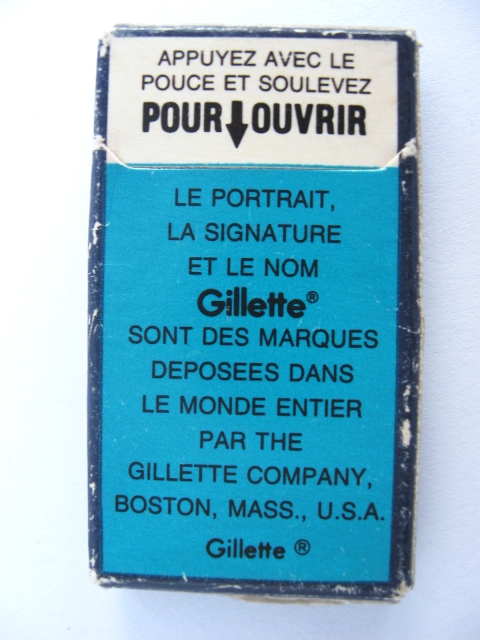 APPUYEZ AVEC LE
POUCE ET SOULEVEZ
POUR↓OUVRIR
LE PORTRAIT,
LA SIGNATURE
ET LE NOM
Gillette®
SONT DES MARQUES
DEPOSEES DANS
LE MONDE ENTIER
PAR THE
GILLETTE COMPANY,
BOSTON, MASS., U.S.A.
Gillette ®